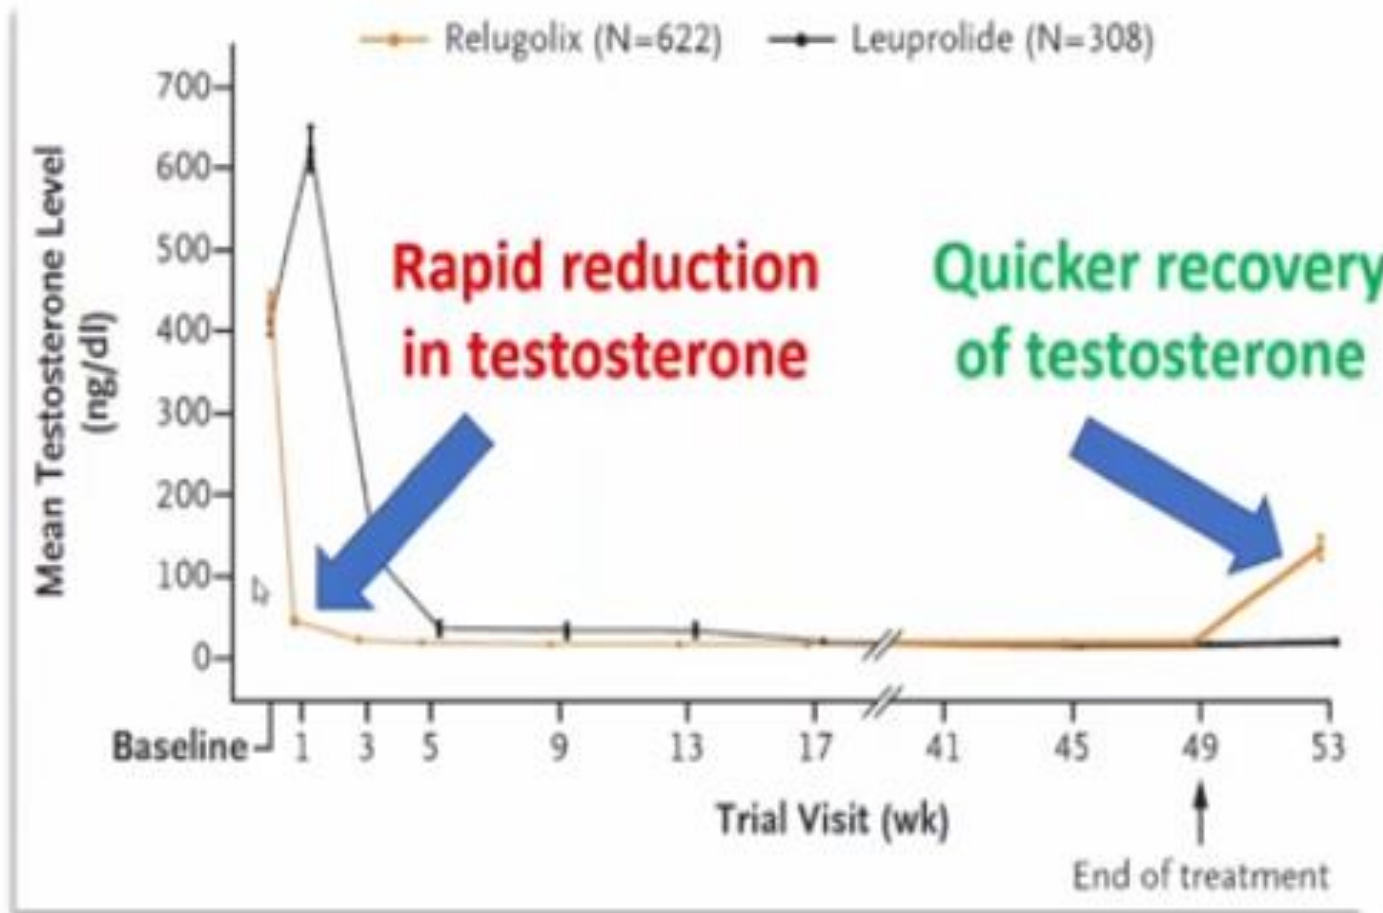 Relugolix (N=622) Leuprolide (N=308)
Mean Testosterone Level
(ng/dl)
700
600
500
400
300
200
100
0
Rapid reduction
in testosterone
Quicker recovery
of testosterone
Baseline 1 3 5 9 13 17 41 45 49 53
Trial Visit (wk)
End of treatment